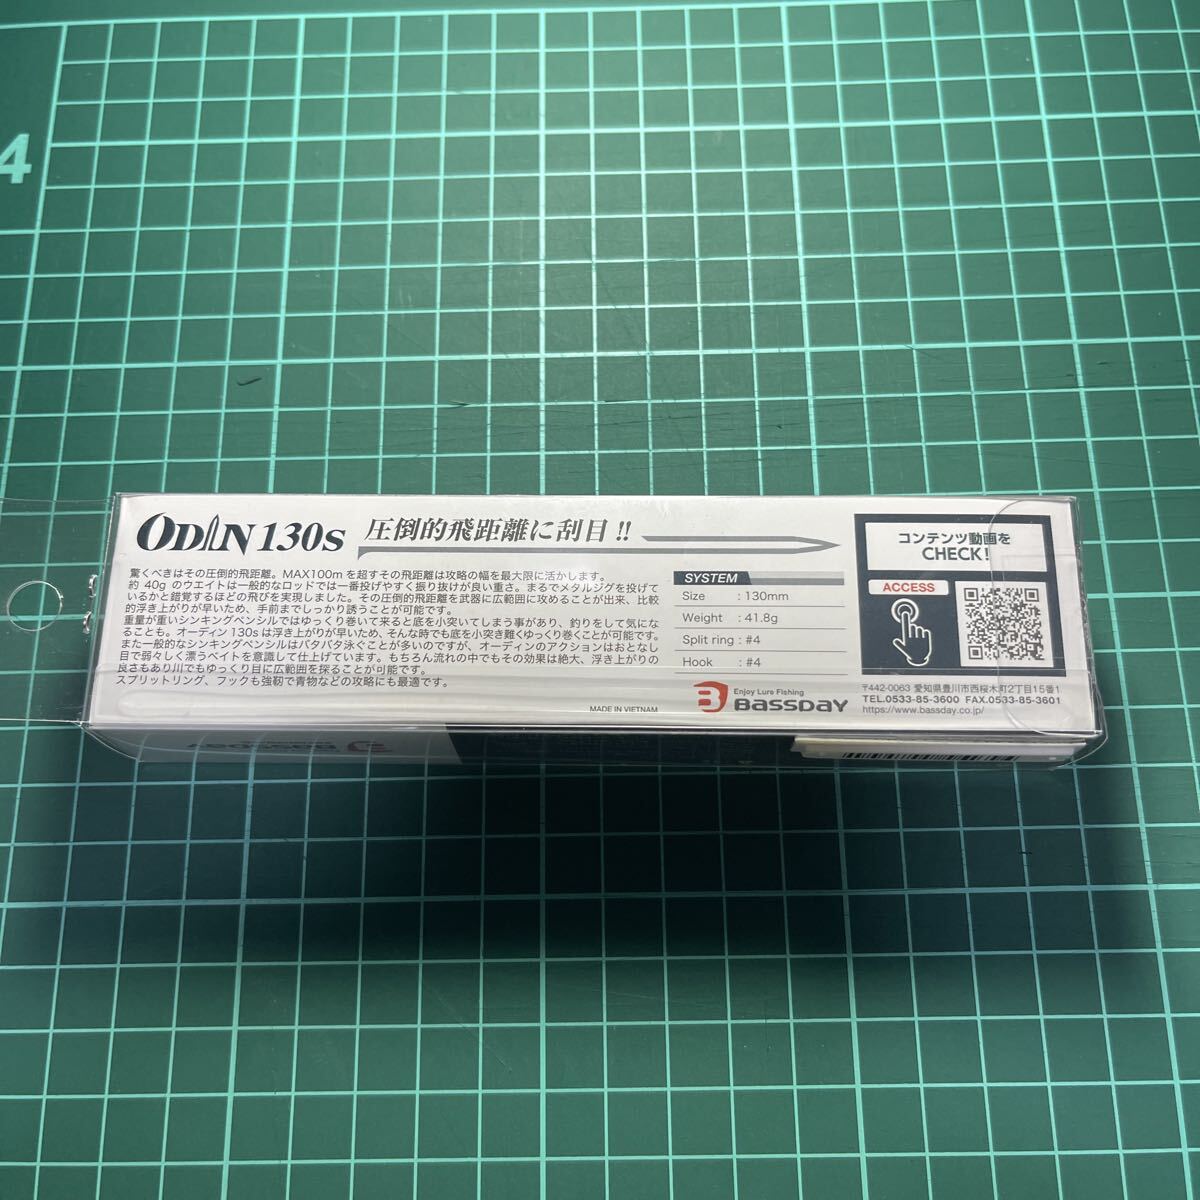 4
ODIN 130s
圧倒的飛距離に刮目!!
驚くべきはその圧倒的飛距離。MAX100mを超すその飛距離は攻略の幅を最大限に活かします。
約 40g のウエイトは一般的なロッドでは一番投げやすく振り抜けが良い重さ。まるでメタルジグを投げて
いるかと錯覚するほどの飛びを実現しました。その圧倒的飛距離を武器に広範囲に攻めることが出来、比較
的浮き上がりが早いため、手前までしっかり誘うことが可能です。
重量が重いシンキングペンシルではゆっくり巻いて来ると底を小突いてしまう事があり、釣りをして気にな
ることも。オーディン 130s は浮き上がりが早いため、そんな時でも底を小突き難くゆっくり巻くことが可能です。
また一般的なシンキングペンシルはバタバタ泳ぐことが多いのですが、オーディンのアクションはおとなし
目で弱々しく漂うベイトを意識して仕上げています。もちろん流れの中でもその効果は絶大、浮き上がりの
良さもあり川でもゆっくり目に広範囲を探ることが可能です。
スプリットリング、フックも強靭で青物などの攻略にも最適です。
MADE IN VIETNAM
SYSTEM
Size : 130mm
Weight : 41.8g
Split ring : #4
Hook : #4
Enjoy Lure Fishing
BASSDAY
コンテンツ動画を
CHECK!
ACCESS
〒442-0063 愛知県豊川市西桜木町2丁目15番1
TEL.0533-85-3600 FAX.0533-85-3601
https://www.bassday.co.jp/
BASSDAY